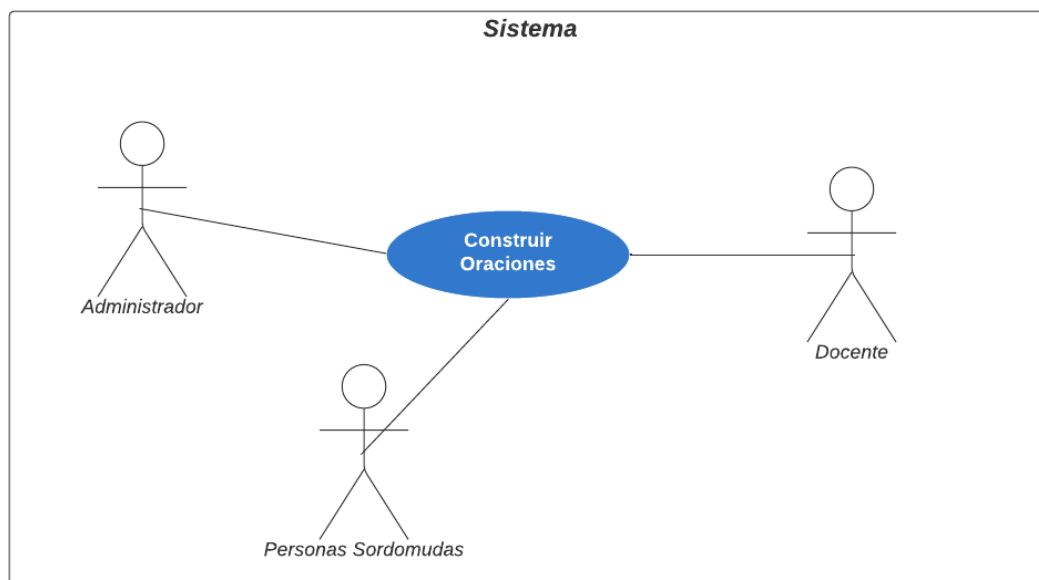 Sistema
Construir
Oraciones
Administrador
Docente
Personas Sordomudas